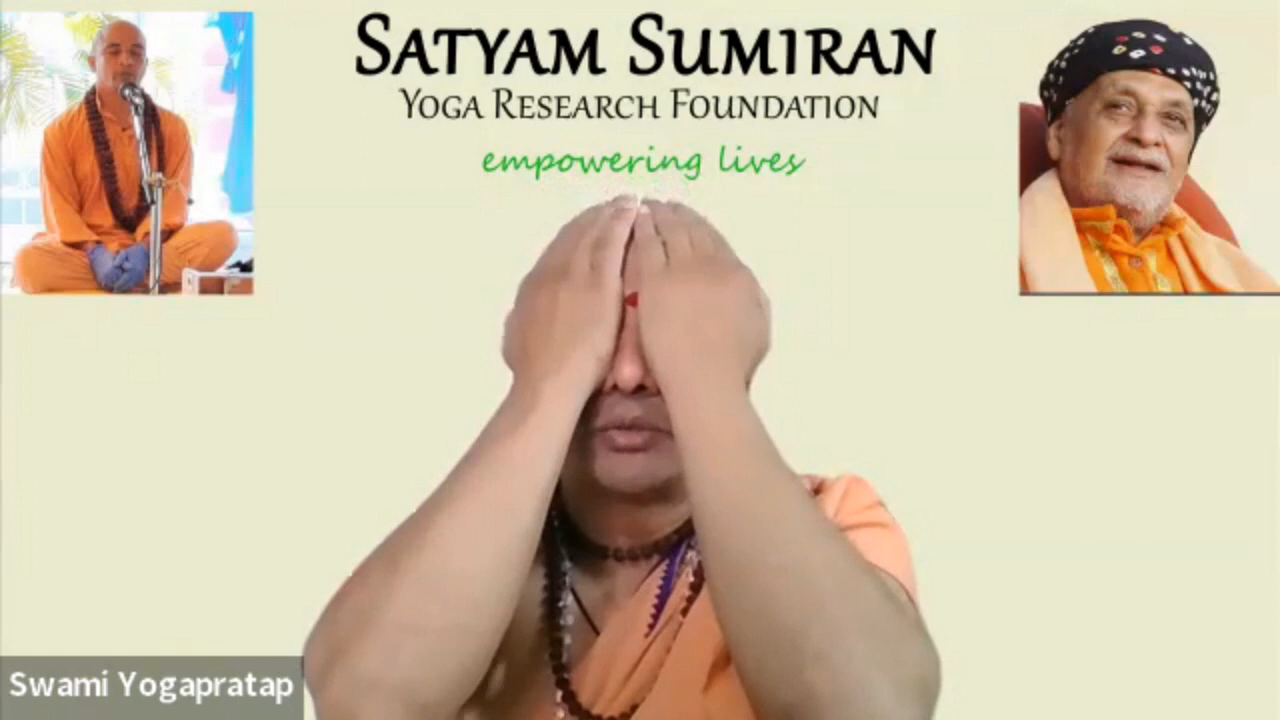 SATYAM SUMIRAN
YOGA RESEARCH FOUNDATION
empowering lives
Swami Yogapratap